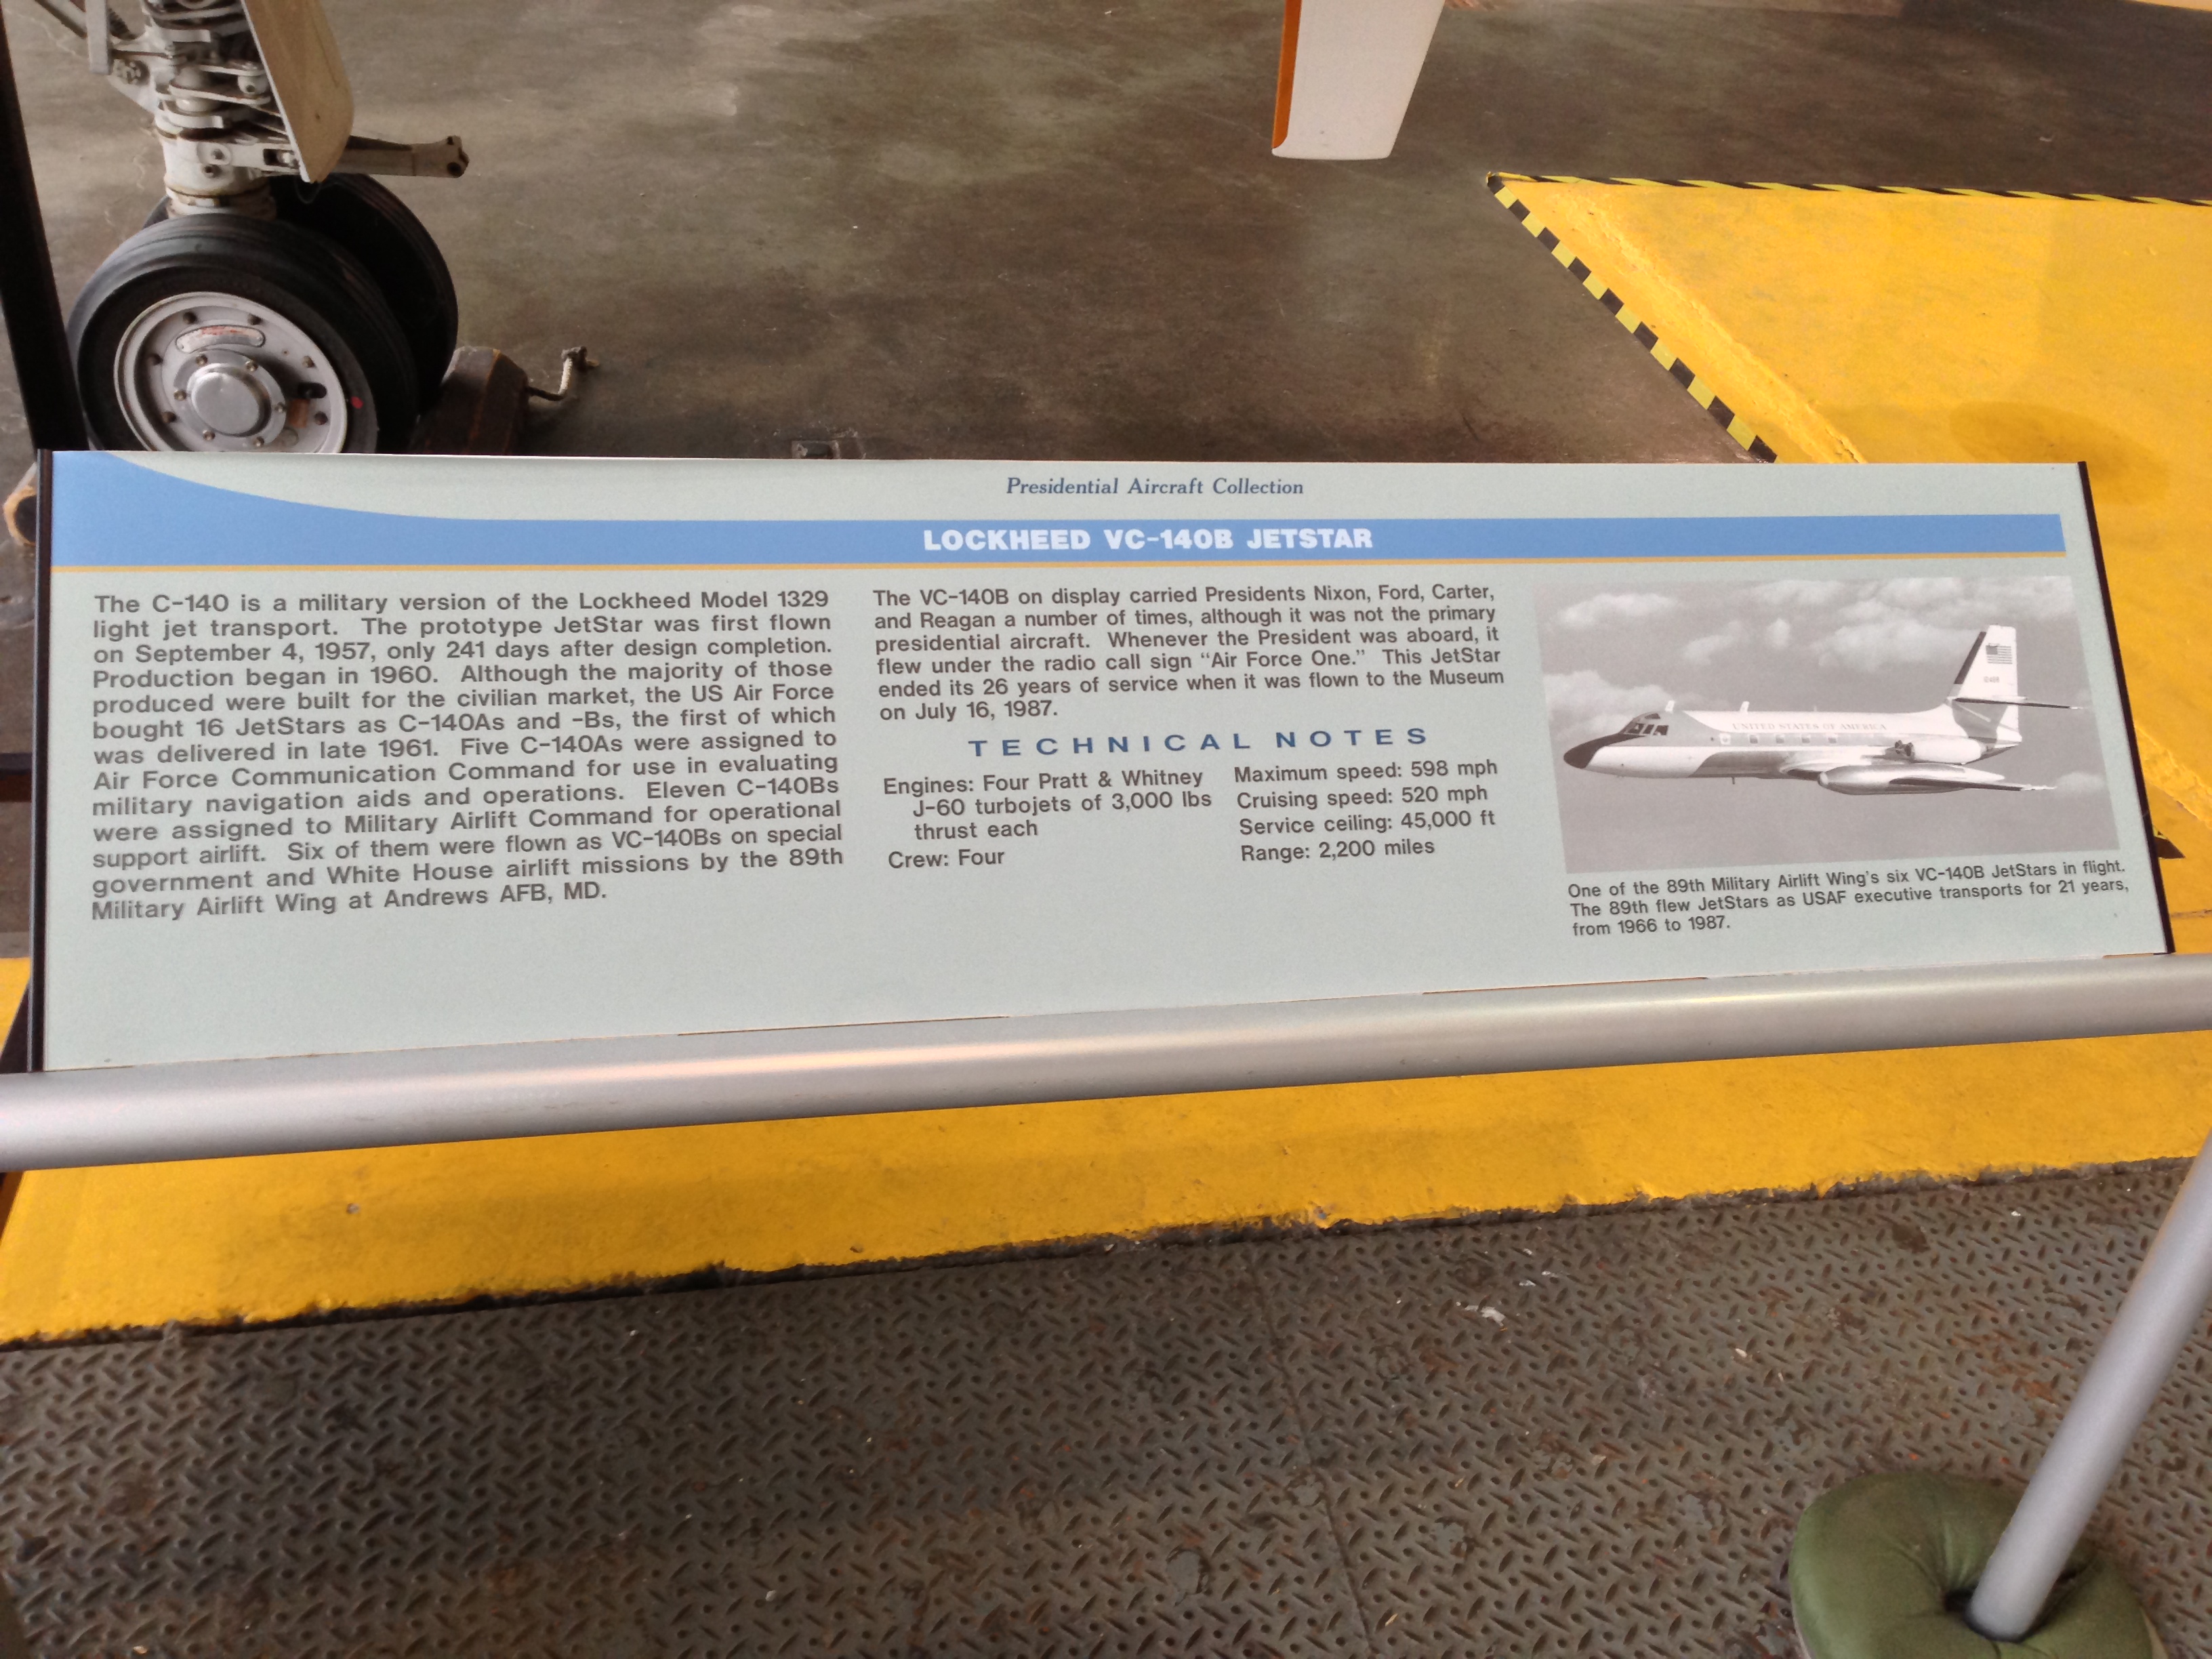 Presidential Aircraft Collection
LOCKHEED VC-140B JETSTAR
The C-140 is a military version of the Lockheed Model 1329
light jet transport. The prototype JetStar was first flown
on September 4, 1957, only 241 days after design completion.
Production began in 1960. Although the majority of those
produced were built for the civilian market, the US Air Force
bought 16 JetStars as C-140As and -Bs, the first of which
was delivered in late 1961. Five C-140As were assigned to
Air Force Communication Command for use in evaluating
military navigation aids and operations. Eleven C-140Bs
were assigned to Military Airlift Command for operational
support airlift. Six of them were flown as VC-140Bs on special
government and White House airlift missions by the 89th
Military Airlift Wing at Andrews AFB, MD.
The VC-140B on display carried Presidents Nixon, Ford, Carter,
and Reagan a number of times, although it was not the primary
presidential aircraft. Whenever the President was aboard, it
flew under the radio call sign “Air Force One.” This JetStar
ended its 26 years of service when it was flown to the Museum
on July 16, 1987.
TECHNICAL NOTES
Engines: Four Pratt & Whitney
J-60 turbojets of 3,000 lbs
thrust each
Crew: Four
Maximum speed: 598 mph
Cruising speed: 520 mph
Service ceiling: 45,000 ft
Range: 2,200 miles
UNITED STATES OF AMERICA
One of the 89th Military Airlift Wing's six VC-140B JetStars in flight.
The 89th flew JetStars as USAF executive transports for 21 years,
from 1966 to 1987.